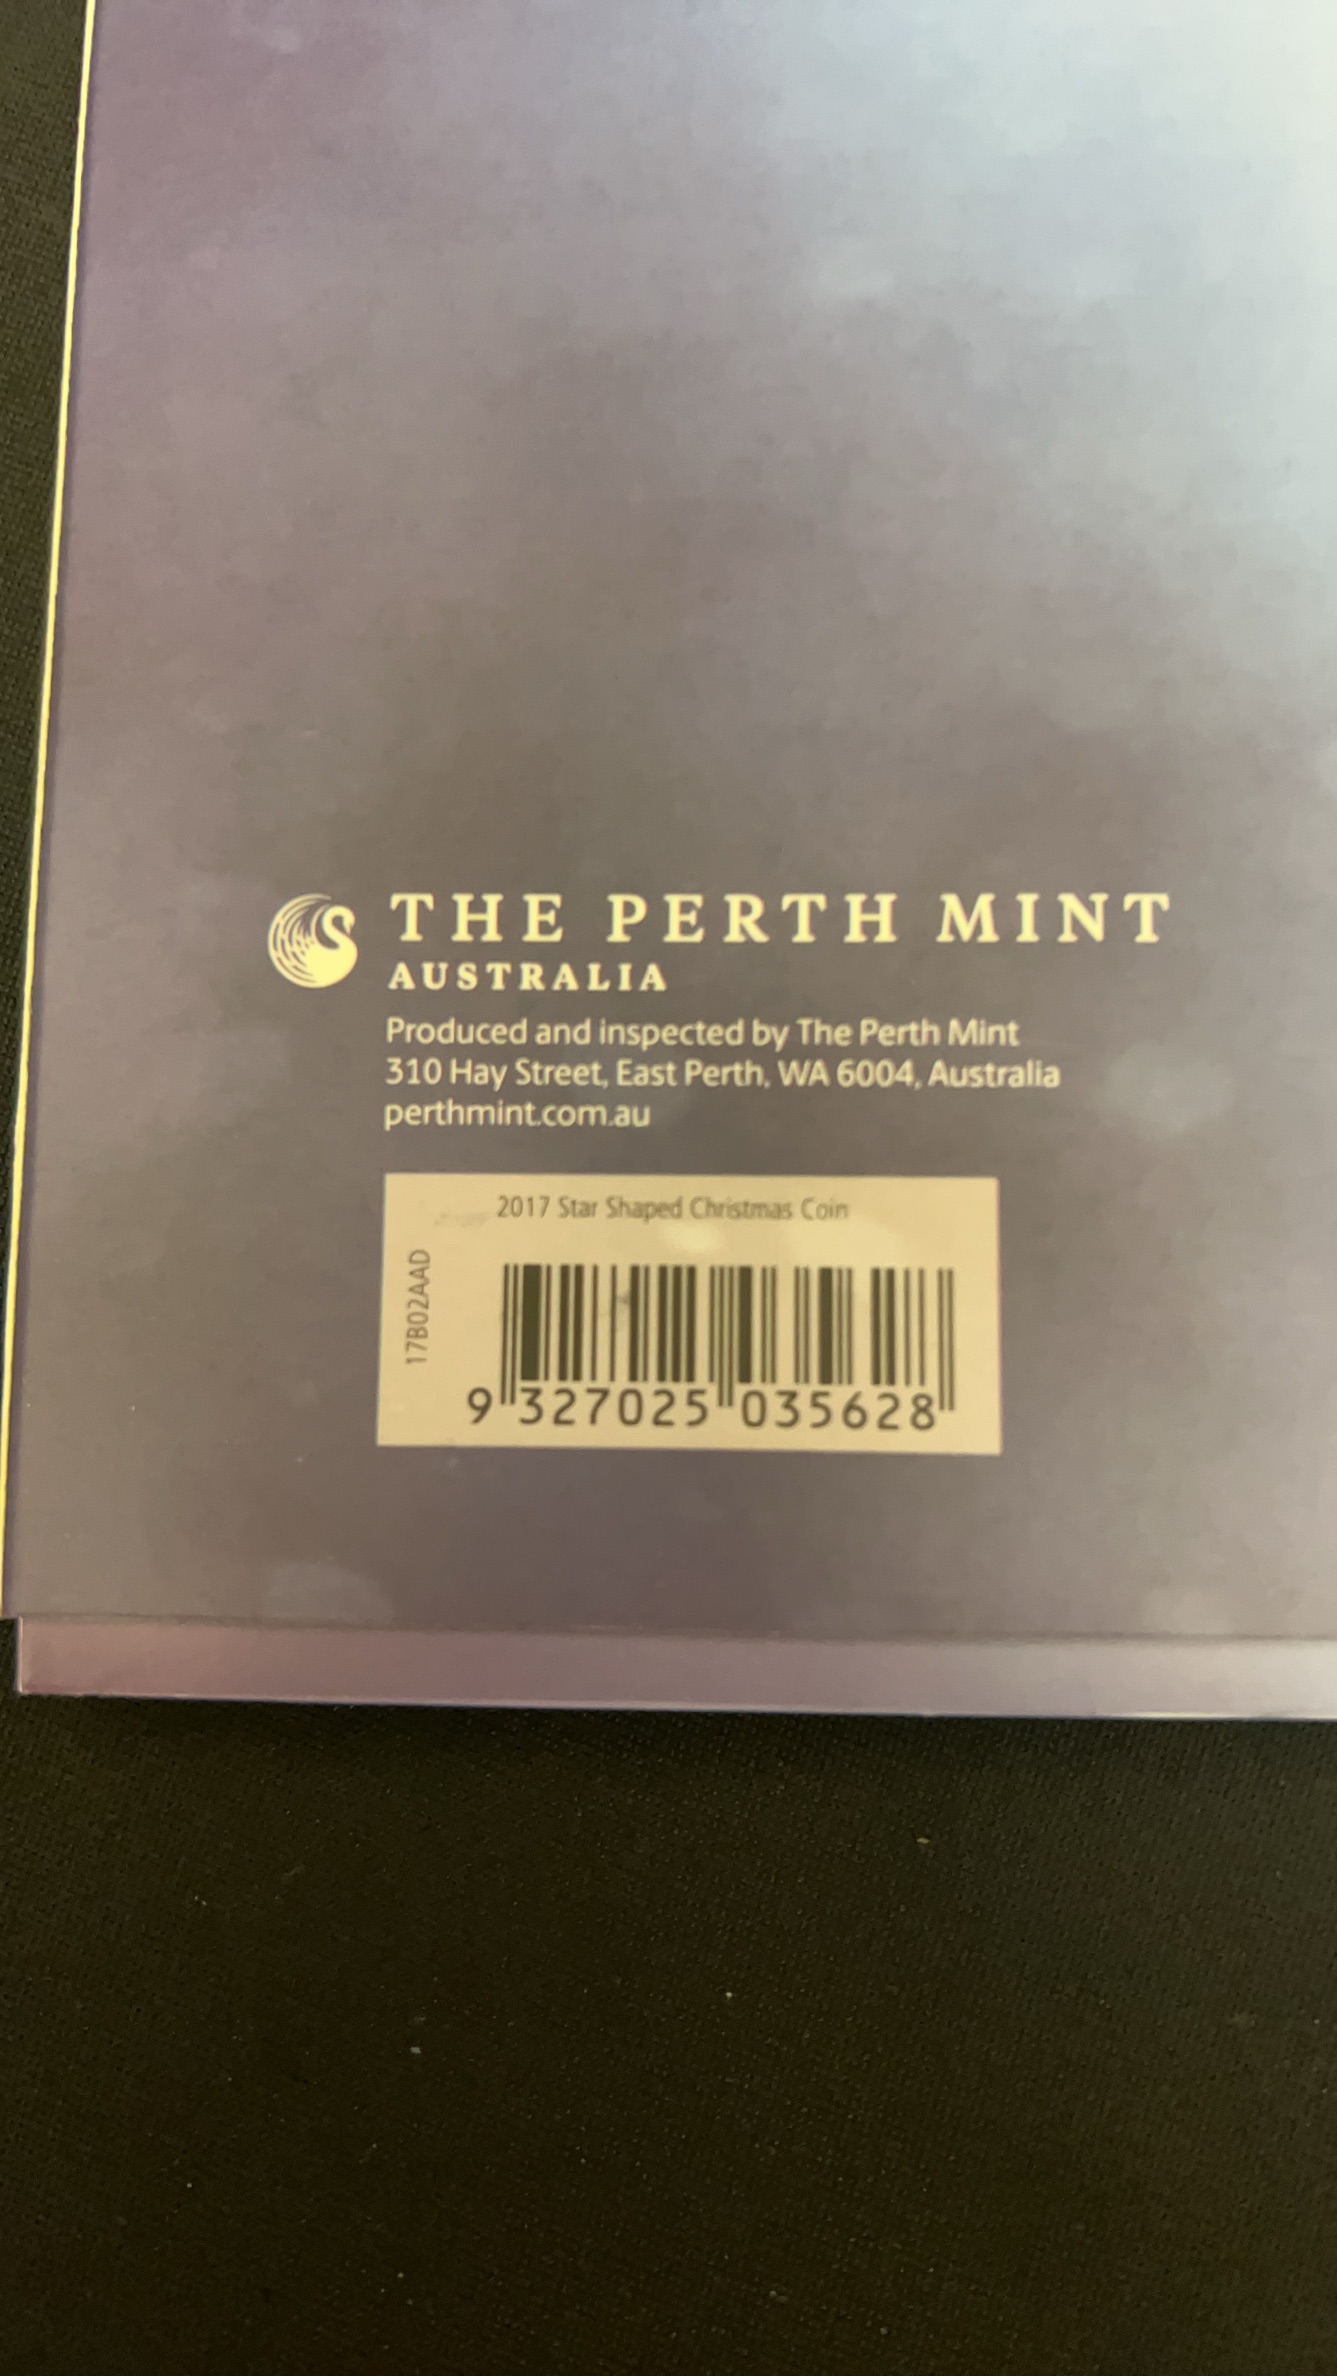 THE PERTH MINT
AUSTRALIA
Produced and inspected by The Perth Mint
310 Hay Street, East Perth, WA 6004, Australia
perthmint.com.au
2017 Star Shaped Christmas Coin
17B02AAD
9 327025 035628